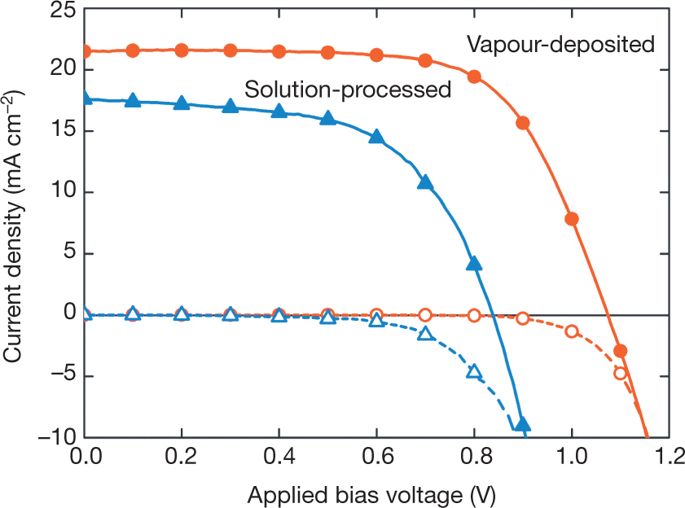 25
20
15
10
5
0
−5
−10
Current density (mA cm−2)
Vapour-deposited
Solution-processed
0.0 0.2 0.4 0.6 0.8 1.0 1.2
Applied bias voltage (V)